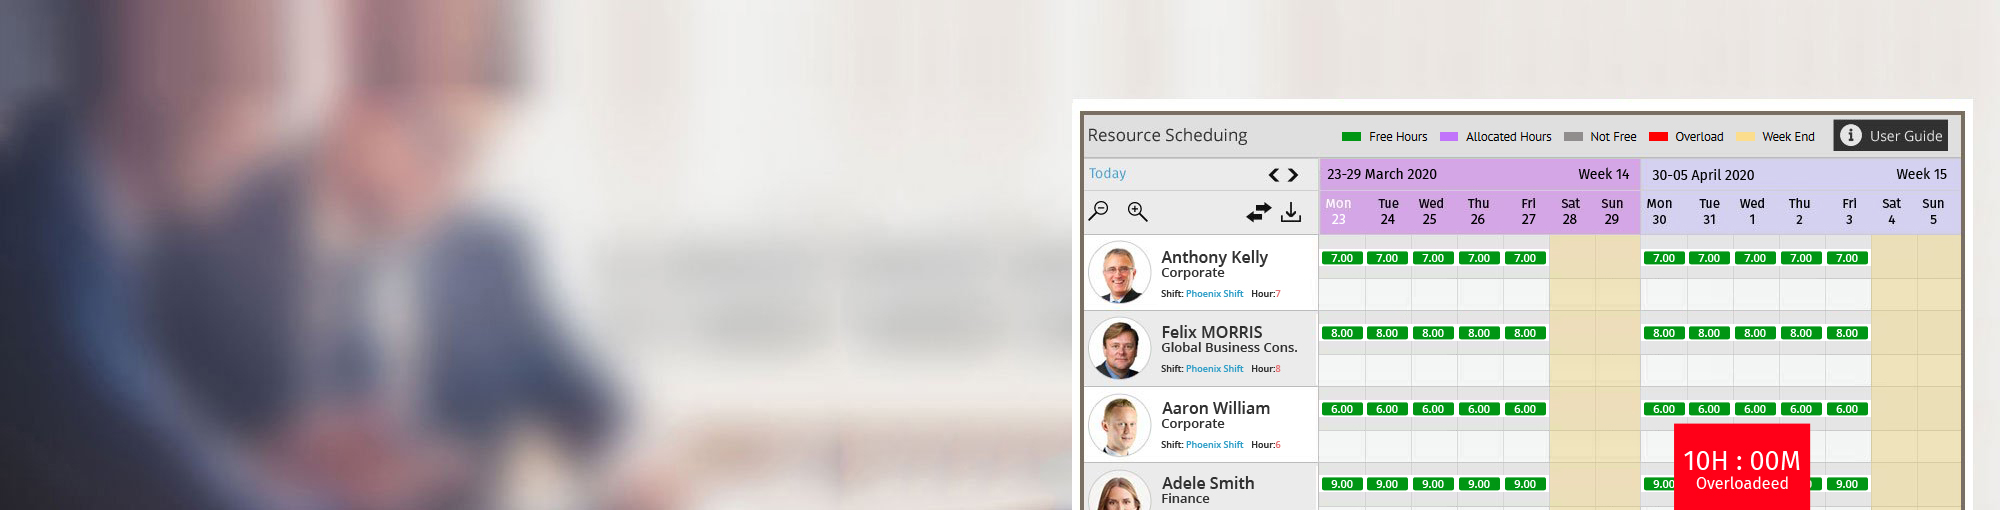 Resource Scheduing
Free Hours Allocated Hours Not Free Overload Week End User Guide
Today 23-29 March 2020 Week 14 30-05 April 2020 Week 15
Mon Tue Wed Thu Fri Sat Sun Mon Tue Wed Thu Fri Sat Sun
23 24 25 26 27 28 29 30 31 1 2 3 4 5
Anthony Kelly 7.00 7.00 7.00 7.00 7.00 7.00 7.00 7.00 7.00 7.00
Corporate
Shift: Phoenix Shift Hour:7
Felix MORRIS 8.00 8.00 8.00 8.00 8.00 8.00 8.00 8.00 8.00 8.00
Global Business Cons.
Shift: Phoenix Shift Hour:8
Aaron William 6.00 6.00 6.00 6.00 6.00 6.00 6.00 6.00 6.00 6.00
Corporate
Shift: Phoenix Shift Hour:6
10H : 00M
Adele Smith 9.00 9.00 9.00 9.00 9.00 9.00 Overloadeed 9.00
Finance